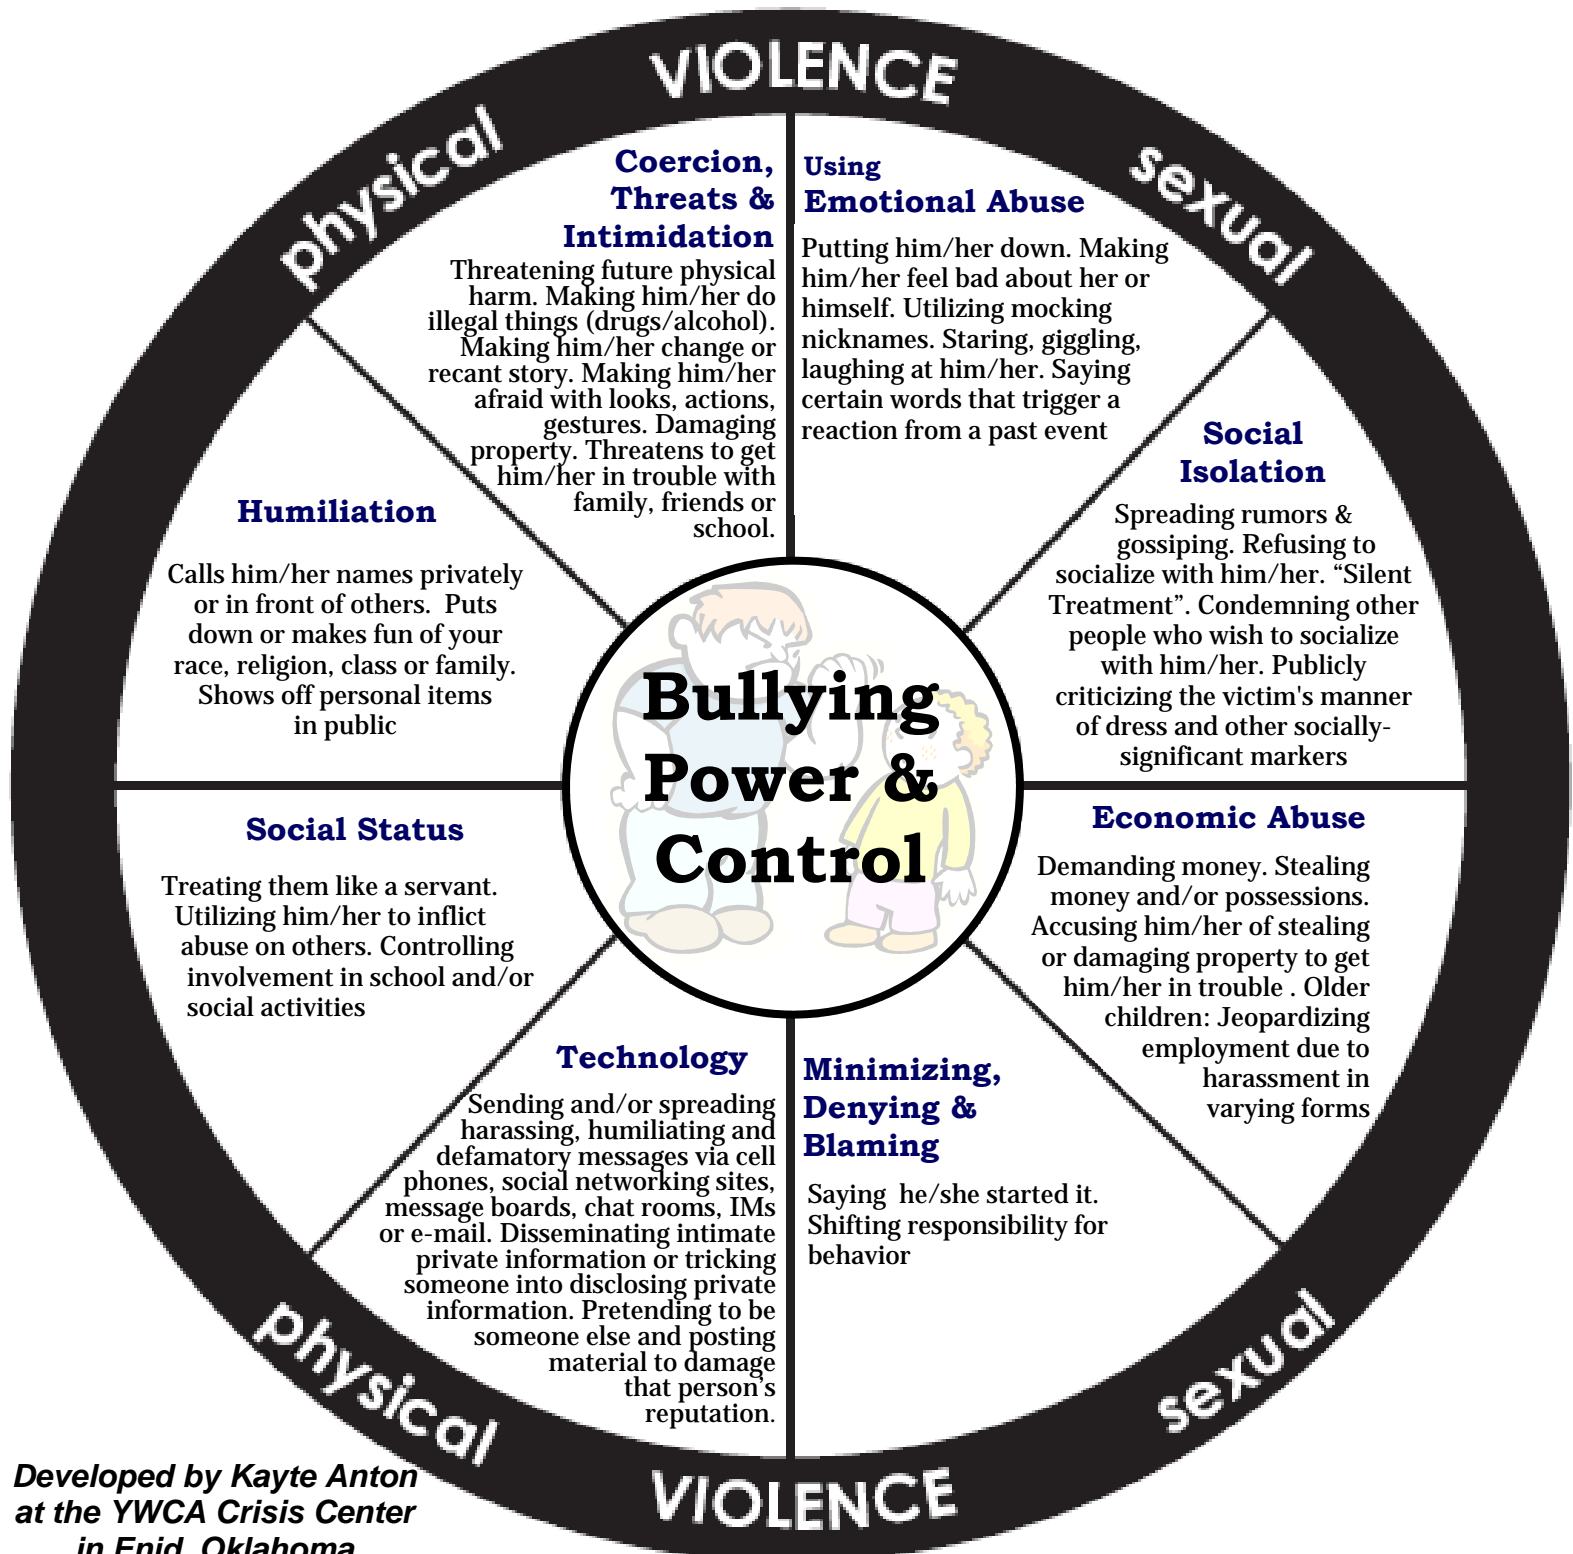 VIOLENCE
physical
sexual
Coercion,
Threats &
Intimidation
Threatening future physical
harm. Making him/her do
illegal things (drugs/alcohol).
Making him/her change or
recant story. Making him/her
afraid with looks, actions,
gestures. Damaging
property. Threatens to get
him/her in trouble with
family, friends or
school.
Using
Emotional Abuse
Putting him/her down. Making
him/her feel bad about her or
himself. Utilizing mocking
nicknames. Staring, giggling,
laughing at him/her. Saying
certain words that trigger a
reaction from a past event
Social
Isolation
Spreading rumors &
gossiping. Refusing to
socialize with him/her. “Silent
Treatment”. Condemning other
people who wish to socialize
with him/her. Publicly
criticizing the victim's manner
of dress and other socially-
significant markers
Humiliation
Calls him/her names privately
or in front of others.  Puts
down or makes fun of your
race, religion, class or family.
Shows off personal items
in public
Bullying
Power &
Control
Social Status
Treating them like a servant.
Utilizing him/her to inflict
abuse on others. Controlling
involvement in school and/or
social activities
Economic Abuse
Demanding money. Stealing
money and/or possessions.
Accusing him/her of stealing
or damaging property to get
him/her in trouble . Older
children: Jeopardizing
employment due to
harassment in
varying forms
Technology
Sending and/or spreading
harassing, humiliating and
defamatory messages via cell
phones, social networking sites,
message boards, chat rooms, IMs
or e-mail. Disseminating intimate
private information or tricking
someone into disclosing private
information. Pretending to be
someone else and posting
material to damage
that person’s
reputation.
Minimizing,
Denying &
Blaming
Saying  he/she started it.
Shifting responsibility for
behavior
physical
sexual
VIOLENCE
Developed by Kayte Anton
at the YWCA Crisis Center
in Enid, Oklahoma